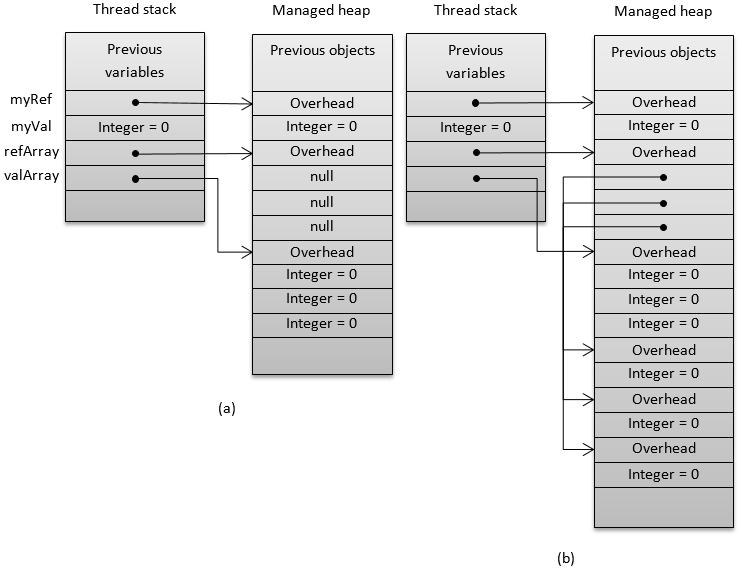 Thread stack
Managed heap
Previous
variables
Previous objects
myRef
Overhead
myVal
Integer = 0
Integer = 0
refArray
Overhead
valArray
null
null
null
Overhead
Integer = 0
Integer = 0
Integer = 0
(a)
Thread stack
Managed heap
Previous
variables
Previous objects
Overhead
Integer = 0
Integer = 0
Overhead
Overhead
Integer = 0
Integer = 0
Integer = 0
Overhead
Integer = 0
Overhead
Integer = 0
Overhead
Integer = 0
(b)